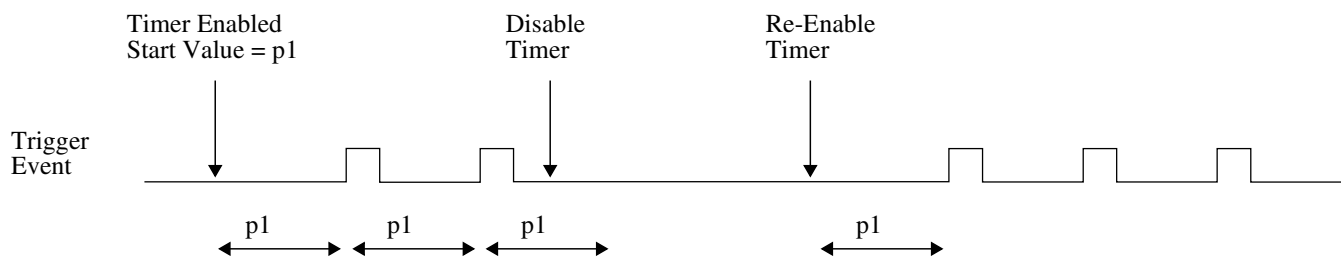 Timer Enabled
Start Value = p1
Disable
Timer
Re-Enable
Timer
Trigger
Event
p1
p1
p1
p1